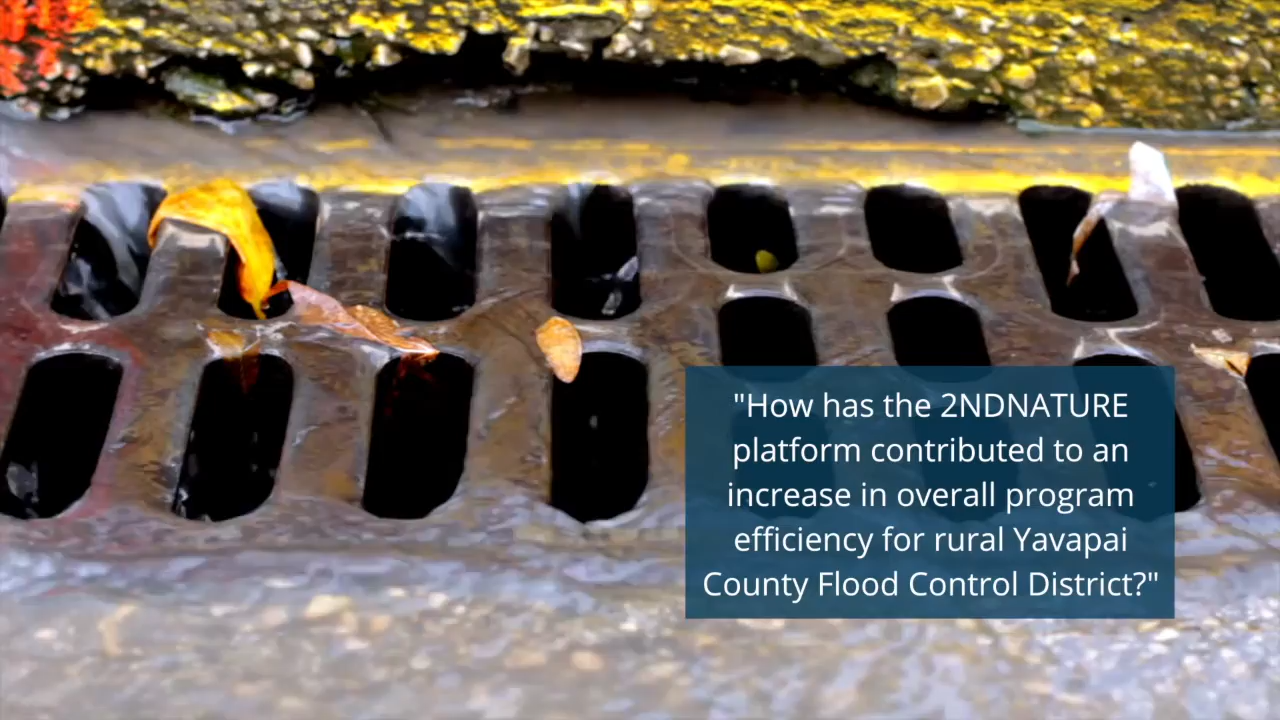 "How has the 2NDNATURE
platform contributed to an
increase in overall program
efficiency for rural Yavapai
County Flood Control District?"